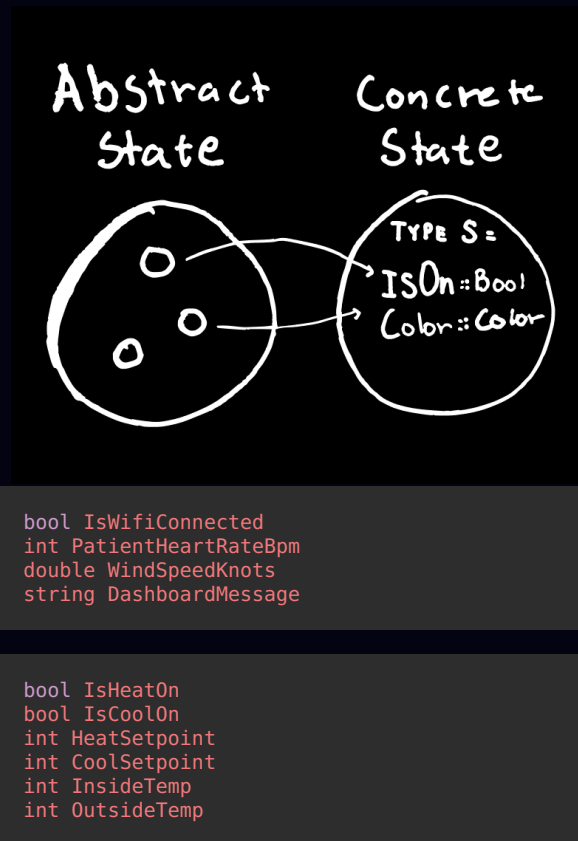 Abstract
State
Concrete
State
TYPE S =
IsOn :: Bool
Color :: Color
bool IsWifiConnected
int PatientHeartRateBpm
double WindSpeedKnots
string DashboardMessage
bool IsHeatOn
bool IsCoolOn
int HeatSetpoint
int CoolSetpoint
int InsideTemp
int OutsideTemp